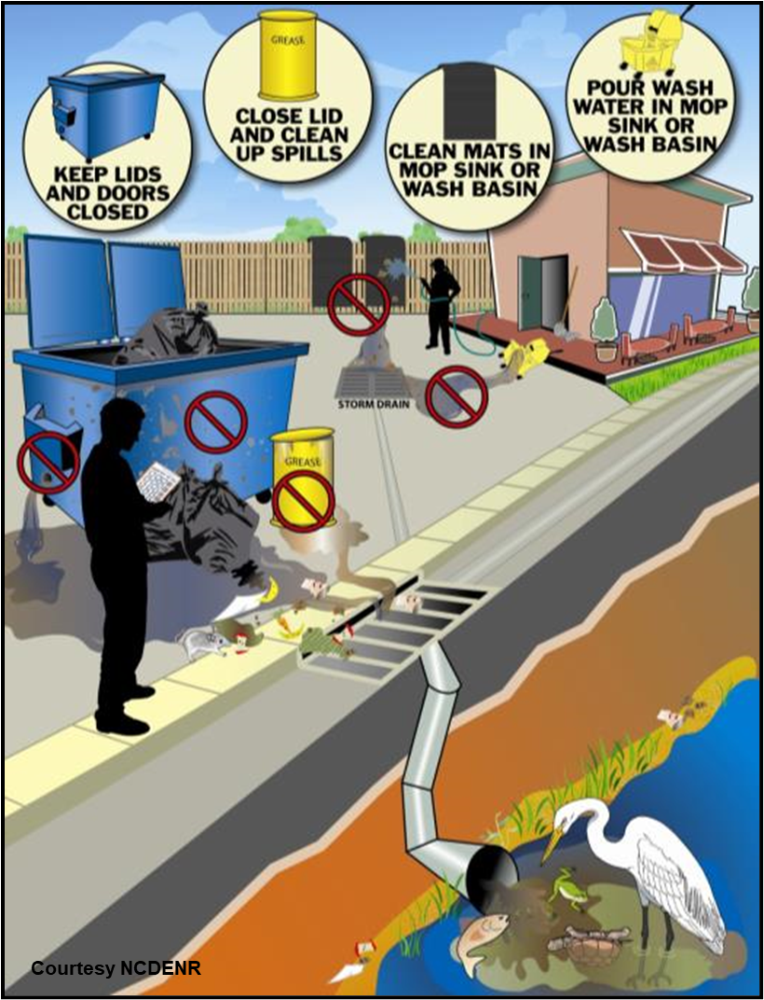 KEEP LIDS
AND DOORS
CLOSED
GREASE
CLOSE LID
AND CLEAN
UP SPILLS
CLEAN MATS IN
MOP SINK OR
WASH BASIN
POUR WASH
WATER IN MOP
SINK OR
WASH BASIN
STORM DRAIN
GREASE
Courtesy NCDENR